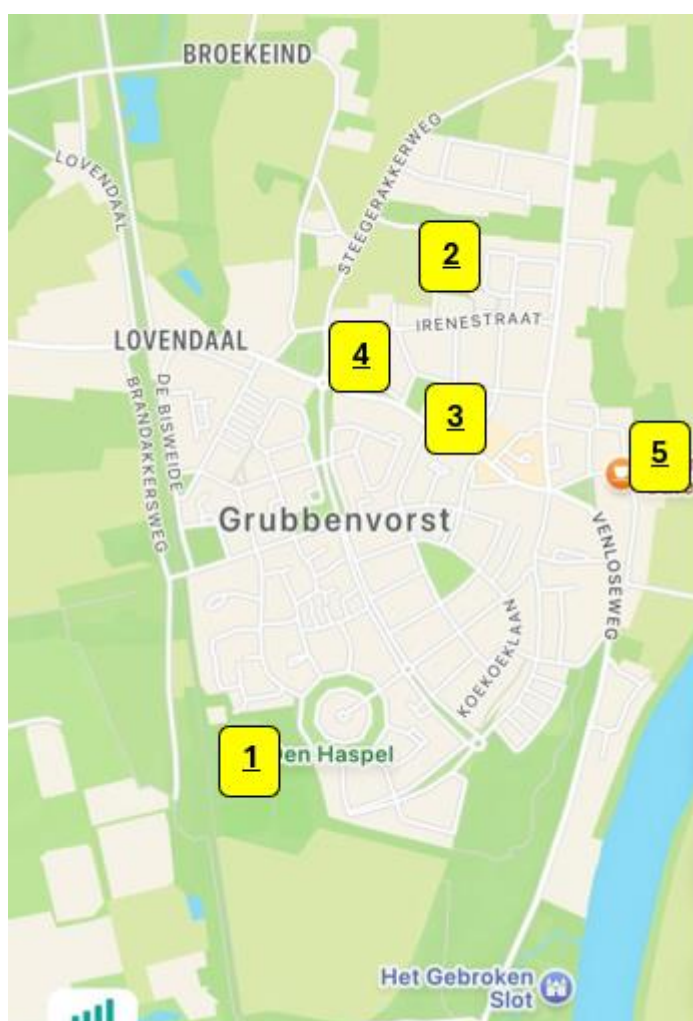 BROEKEIND
LOVENDAAL
STEEGERAKKERWEG
2
IRENESTRAAT
LOVENDAAL
4
DE BISWEIDE
BRANDAKKERSWEG
3
5
Grubbenvorst
VENLOSEWEG
KOEKOEKLAAN
1
en Haspel
Het Gebroken
Slot